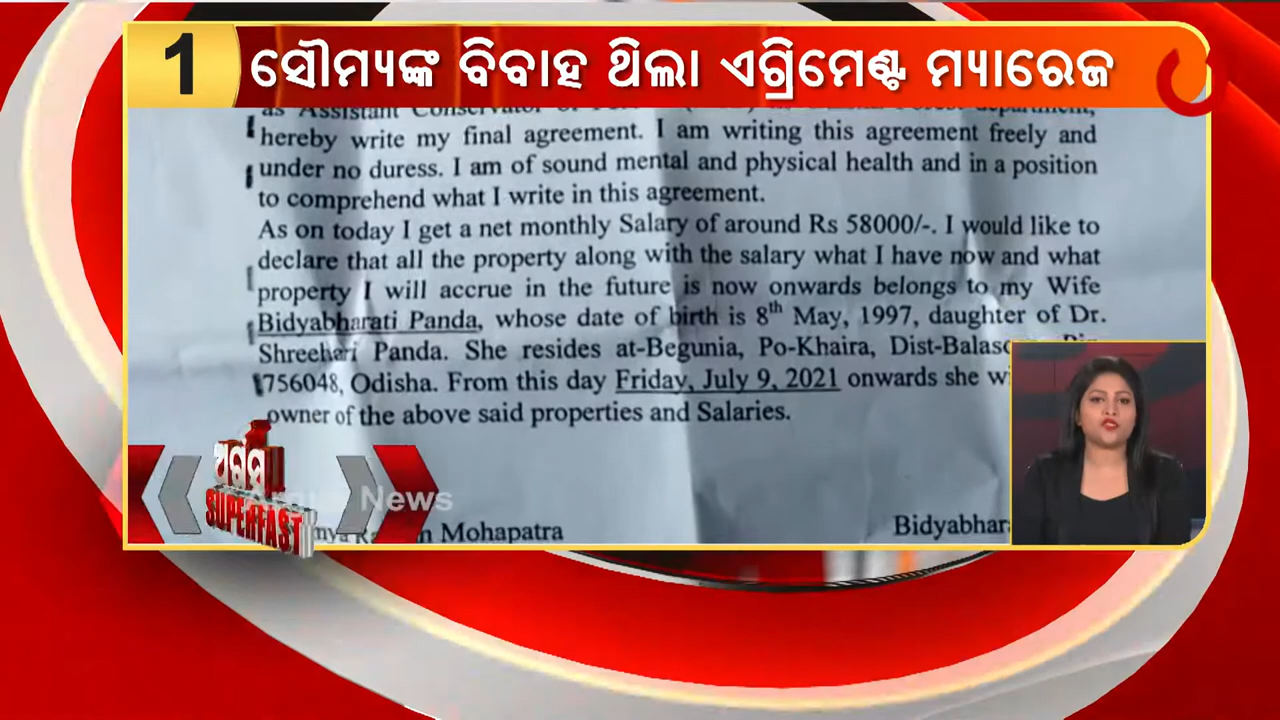 1 ସୌମ୍ୟଙ୍କ ବିବାହ ଥିଲା ଏଗ୍ରିମେଣ୍ଟ ମ୍ୟାରେଜ
as Assistant
hereby write my final agreement. I am writing this agreement freely and
under no duress. I am of sound mental and physical health and in a position
to comprehend what I write in this agreement.
As on today I get a net monthly Salary of around Rs 58000/-. I would like to
declare that all the property along with the salary what I have now and what
property I will accrue in the future is now onwards belongs to my Wife
Bidyabharati Panda, whose date of birth is 8th May, 1997, daughter of Dr.
Shreehari Panda. She resides at-Begunia, Po-Khaira,
756048, Odisha. From this day Friday, July 9, 2021 onwards she
owner of the above said properties and Salaries.
ଅର୍ଗସ
SUPERFAST
News
Mohapatra